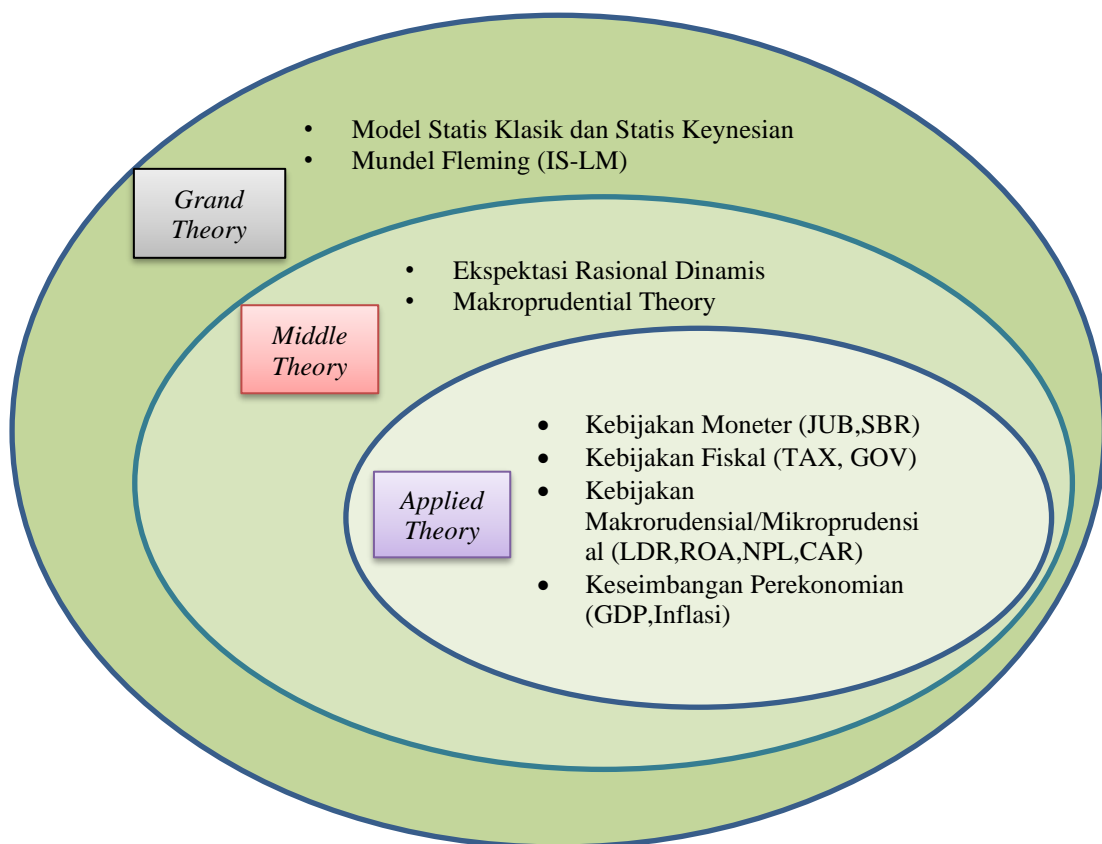 • Model Statis Klasik dan Statis Keynesian
• Mundel Fleming (IS-LM)
Grand
Theory
• Ekspektasi Rasional Dinamis
• Makroprudential Theory
Middle
Theory
• Kebijakan Moneter (JUB,SBR)
• Kebijakan Fiskal (TAX, GOV)
• Kebijakan
Makrorudensial/Mikroprudensi
al (LDR,ROA,NPL,CAR)
• Keseimbangan Perekonomian
(GDP,Inflasi)
Applied
Theory